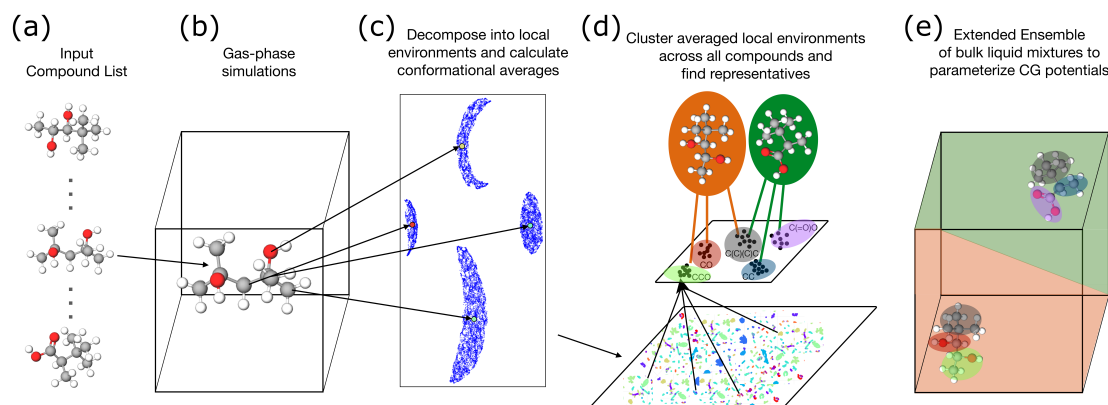 (a)
Input
Compound List
(b)
Gas-phase
simulations
(c)
Decompose into local
environments and calculate
conformational averages
(d)
Cluster averaged local environments
across all compounds and
find representatives
C(=O)O
C(C)(C)C
CO
CC
CCO
(e)
Extended Ensemble
of bulk liquid mixtures to
parameterize CG potentials